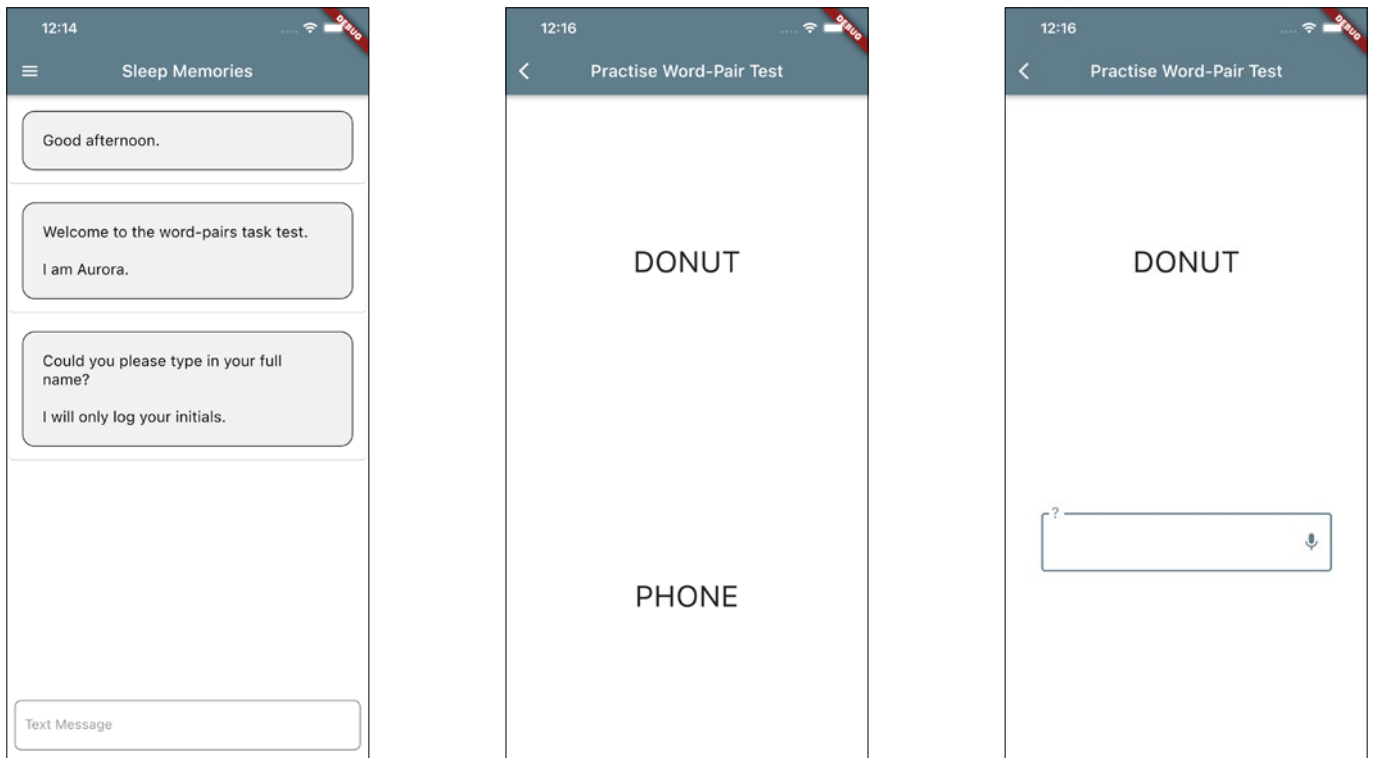 12:14
DEBUG
Sleep Memories
Good afternoon.
Welcome to the word-pairs task test.
I am Aurora.
Could you please type in your full
name?
I will only log your initials.
Text Message
12:16
DEBUG
Practise Word-Pair Test
DONUT
PHONE
12:16
DEBUG
Practise Word-Pair Test
DONUT
?